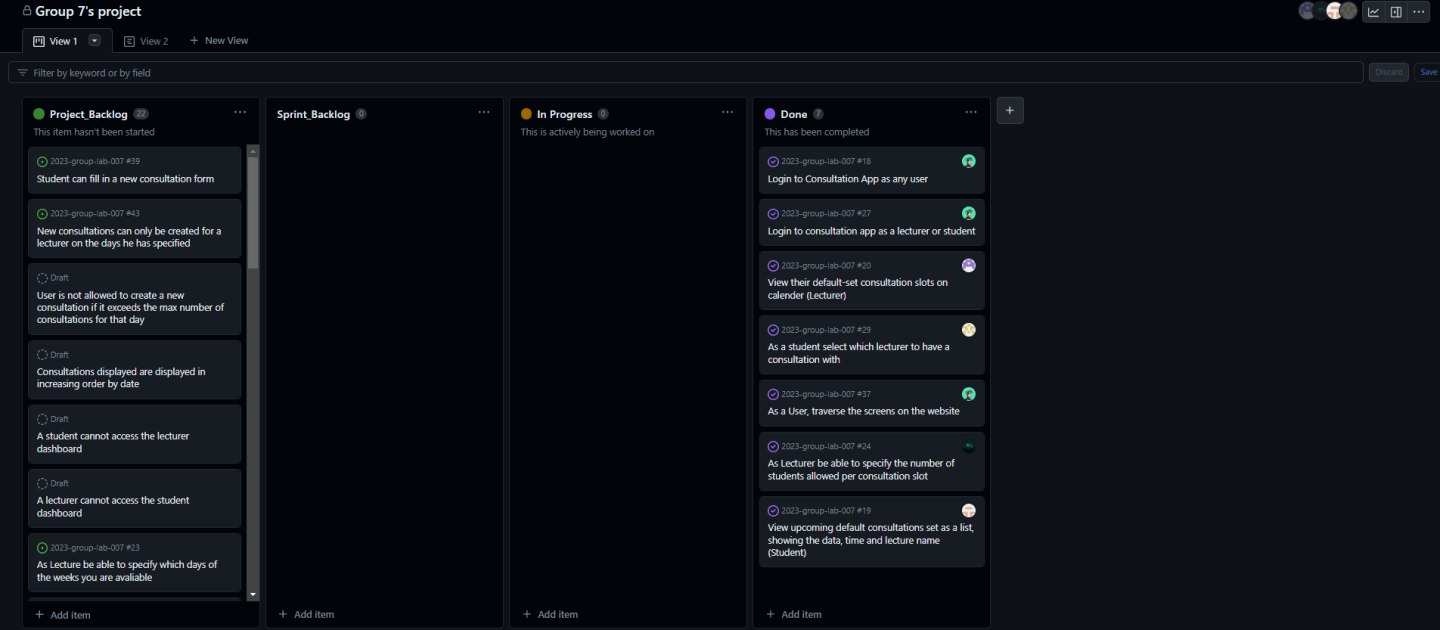 Group 7's project
View 1
View 2
New View
Filter by keyword or by field
Discard
Save
Project_Backlog 22
This item hasn't been started
2023-group-lab-007 #39
Student can fill in a new consultation form
2023-group-lab-007 #43
New consultations can only be created for a
lecturer on the days he has specified
Draft
User is not allowed to create a new
consultation if it exceeds the max number of
consultations for that day
Draft
Consultations displayed are displayed in
increasing order by date
Draft
A student cannot access the lecturer
dashboard
Draft
A lecturer cannot access the student
dashboard
2023-group-lab-007 #23
As Lecture be able to specify which days of
the weeks you are avaliable
Add item
Sprint_Backlog 0
Add item
In Progress 0
This is actively being worked on
Add item
Done 7
This has been completed
2023-group-lab-007 #18
Login to Consultation App as any user
2023-group-lab-007 #27
Login to consultation app as a lecturer or student
2023-group-lab-007 #20
View their default-set consultation slots on
calender (Lecturer)
2023-group-lab-007 #29
As a student select which lecturer to have a
consultation with
2023-group-lab-007 #37
As a User, traverse the screens on the website
2023-group-lab-007 #24
As Lecturer be able to specify the number of
students allowed per consultation slot
2023-group-lab-007 #19
View upcoming default consultations set as a list,
showing the data, time and lecture name
(Student)
Add item